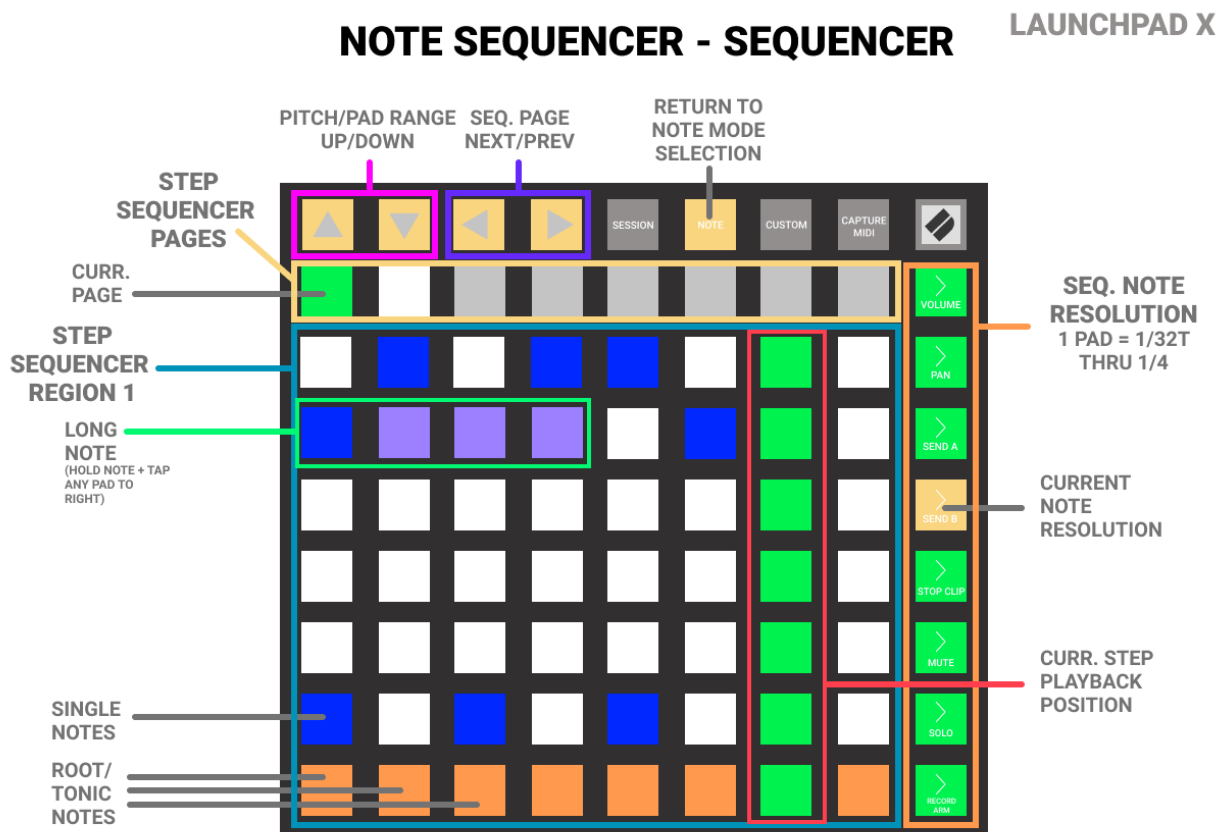 LAUNCHPAD X
NOTE SEQUENCER - SEQUENCER
PITCH/PAD RANGE
UP/DOWN
SEQ. PAGE
NEXT/PREV
RETURN TO
NOTE MODE
SELECTION
STEP
SEQUENCER
PAGES
SESSION
NOTE
CUSTOM
CAPTURE
MIDI
CURR.
PAGE
VOLUME
SEQ. NOTE
RESOLUTION
1 PAD = 1/32T
THRU 1/4
STEP
SEQUENCER
REGION 1
PAN
LONG
NOTE
(HOLD NOTE + TAP
ANY PAD TO
RIGHT)
SEND A
SEND B
CURRENT
NOTE
RESOLUTION
STOP CLIP
MUTE
CURR. STEP
PLAYBACK
POSITION
SINGLE
NOTES
SOLO
ROOT/
TONIC
NOTES
RECORD
ARM